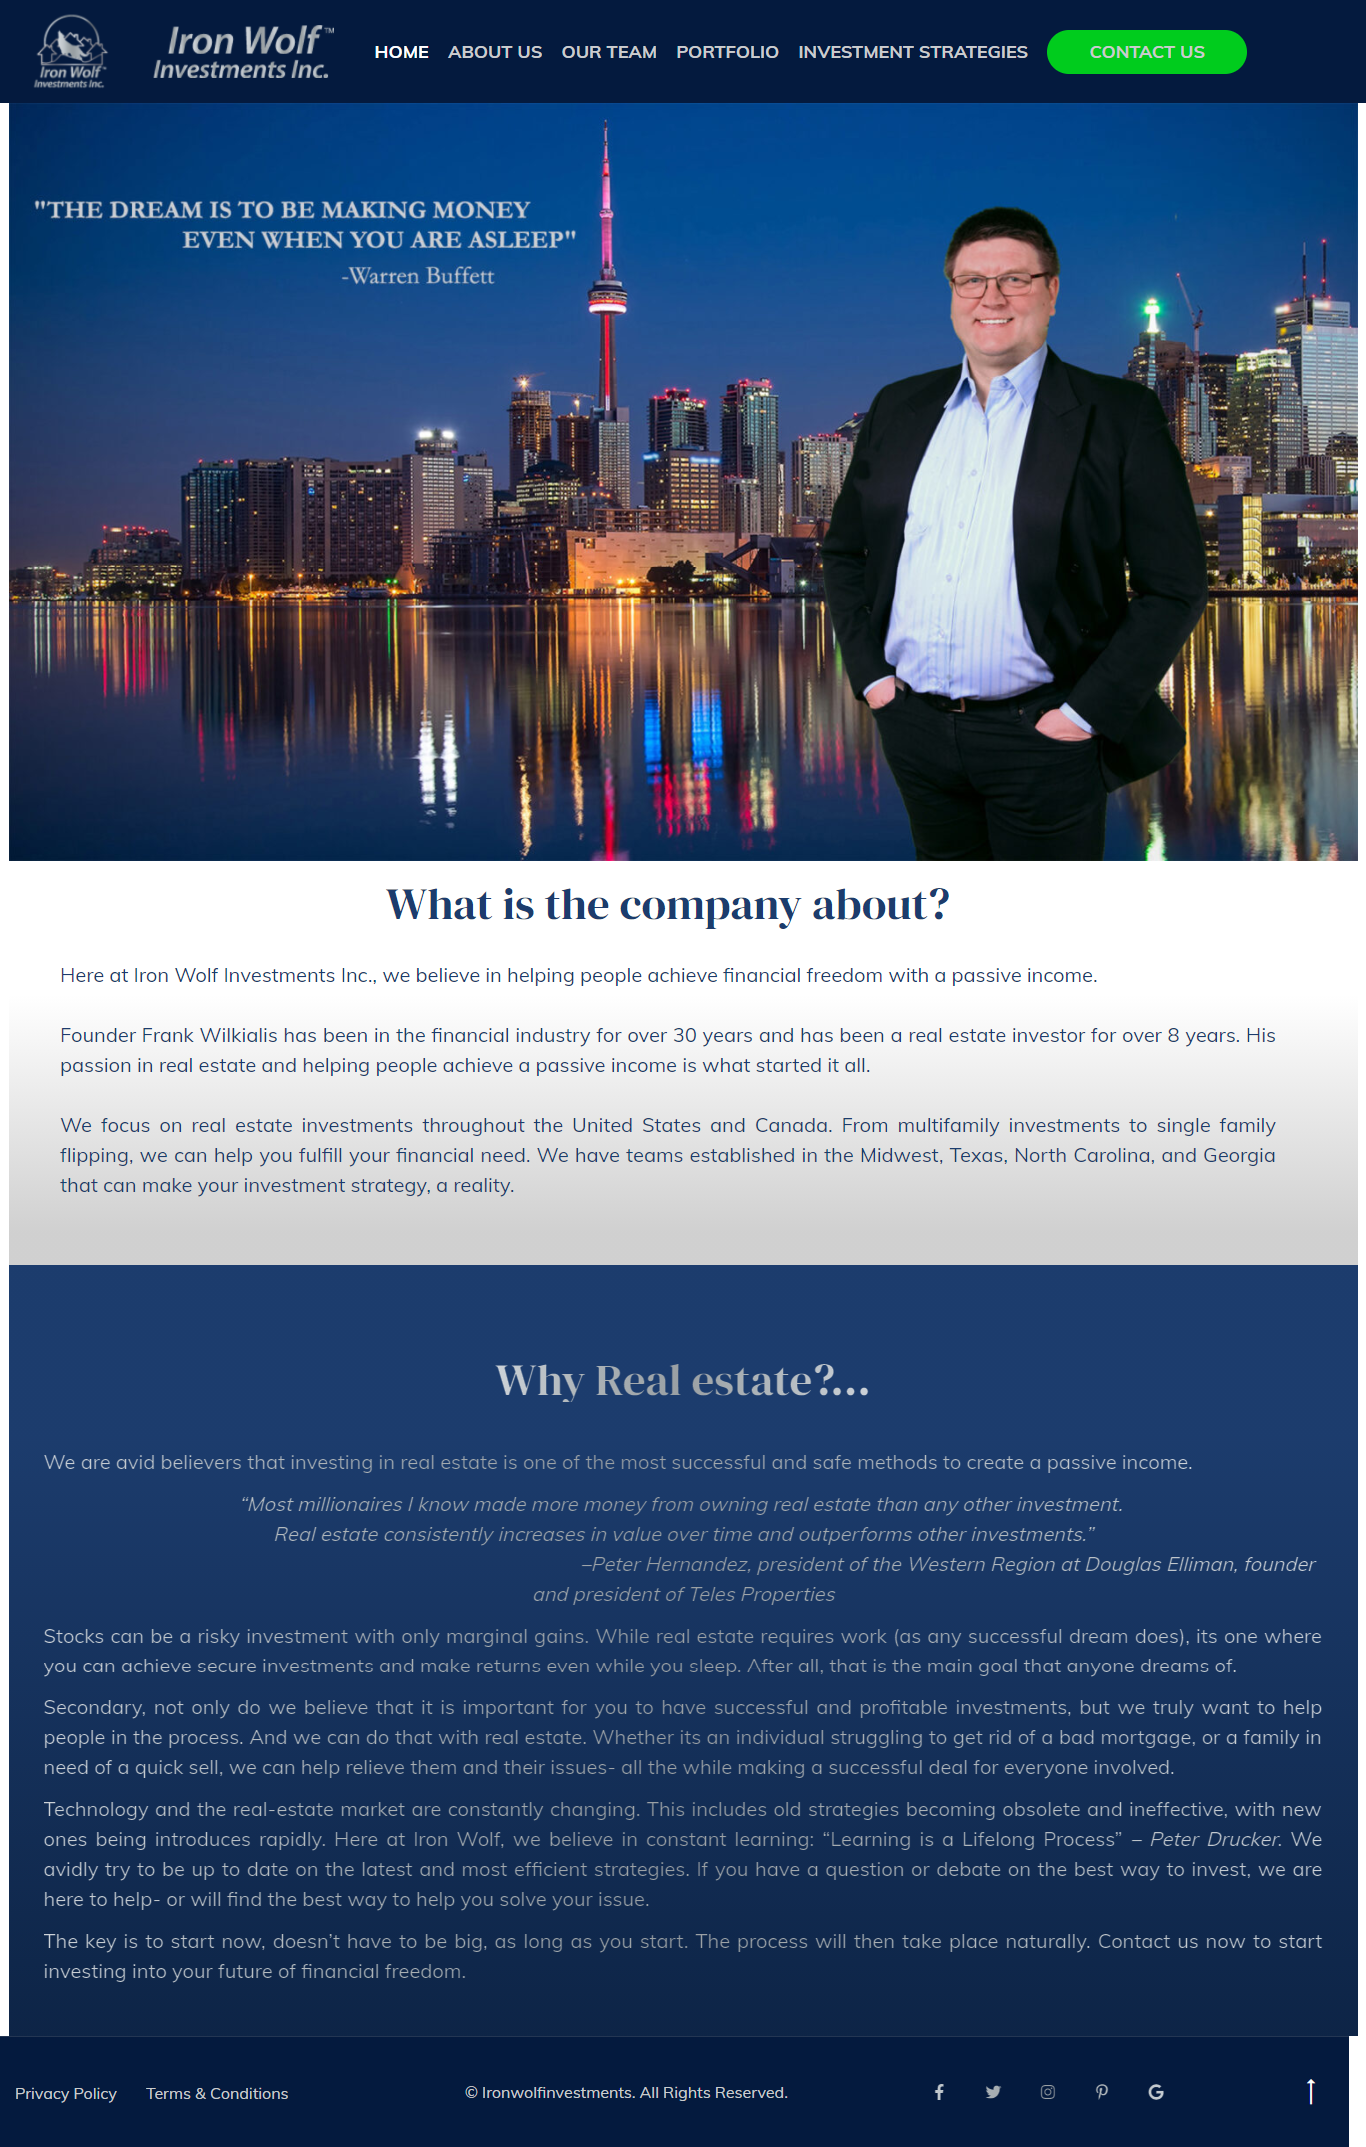 Iron Wolf
Investments Inc.
Iron Wolf™
Investments Inc.
HOME ABOUT US OUR TEAM PORTFOLIO INVESTMENT STRATEGIES CONTACT US
"THE DREAM IS TO BE MAKING MONEY
EVEN WHEN YOU ARE ASLEEP"
-Warren Buffett
What is the company about?
Here at Iron Wolf Investments Inc., we believe in helping people achieve financial freedom with a passive income.
Founder Frank Wilkialis has been in the financial industry for over 30 years and has been a real estate investor for over 8 years. His
passion in real estate and helping people achieve a passive income is what started it all.
We focus on real estate investments throughout the United States and Canada. From multifamily investments to single family
flipping, we can help you fulfill your financial need. We have teams established in the Midwest, Texas, North Carolina, and Georgia
that can make your investment strategy, a reality.
Why Real estate?...
We are avid believers that investing in real estate is one of the most successful and safe methods to create a passive income.
“Most millionaires I know made more money from owning real estate than any other investment.
Real estate consistently increases in value over time and outperforms other investments.”
–Peter Hernandez, president of the Western Region at Douglas Elliman, founder
and president of Teles Properties
Stocks can be a risky investment with only marginal gains. While real estate requires work (as any successful dream does), its one where
you can achieve secure investments and make returns even while you sleep. After all, that is the main goal that anyone dreams of.
Secondary, not only do we believe that it is important for you to have successful and profitable investments, but we truly want to help
people in the process. And we can do that with real estate. Whether its an individual struggling to get rid of a bad mortgage, or a family in
need of a quick sell, we can help relieve them and their issues- all the while making a successful deal for everyone involved.
Technology and the real-estate market are constantly changing. This includes old strategies becoming obsolete and ineffective, with new
ones being introduces rapidly. Here at Iron Wolf, we believe in constant learning: “Learning is a Lifelong Process” – Peter Drucker. We
avidly try to be up to date on the latest and most efficient strategies. If you have a question or debate on the best way to invest, we are
here to help- or will find the best way to help you solve your issue.
The key is to start now, doesn’t have to be big, as long as you start. The process will then take place naturally. Contact us now to start
investing into your future of financial freedom.
Privacy Policy Terms & Conditions © Ironwolfinvestments. All Rights Reserved.